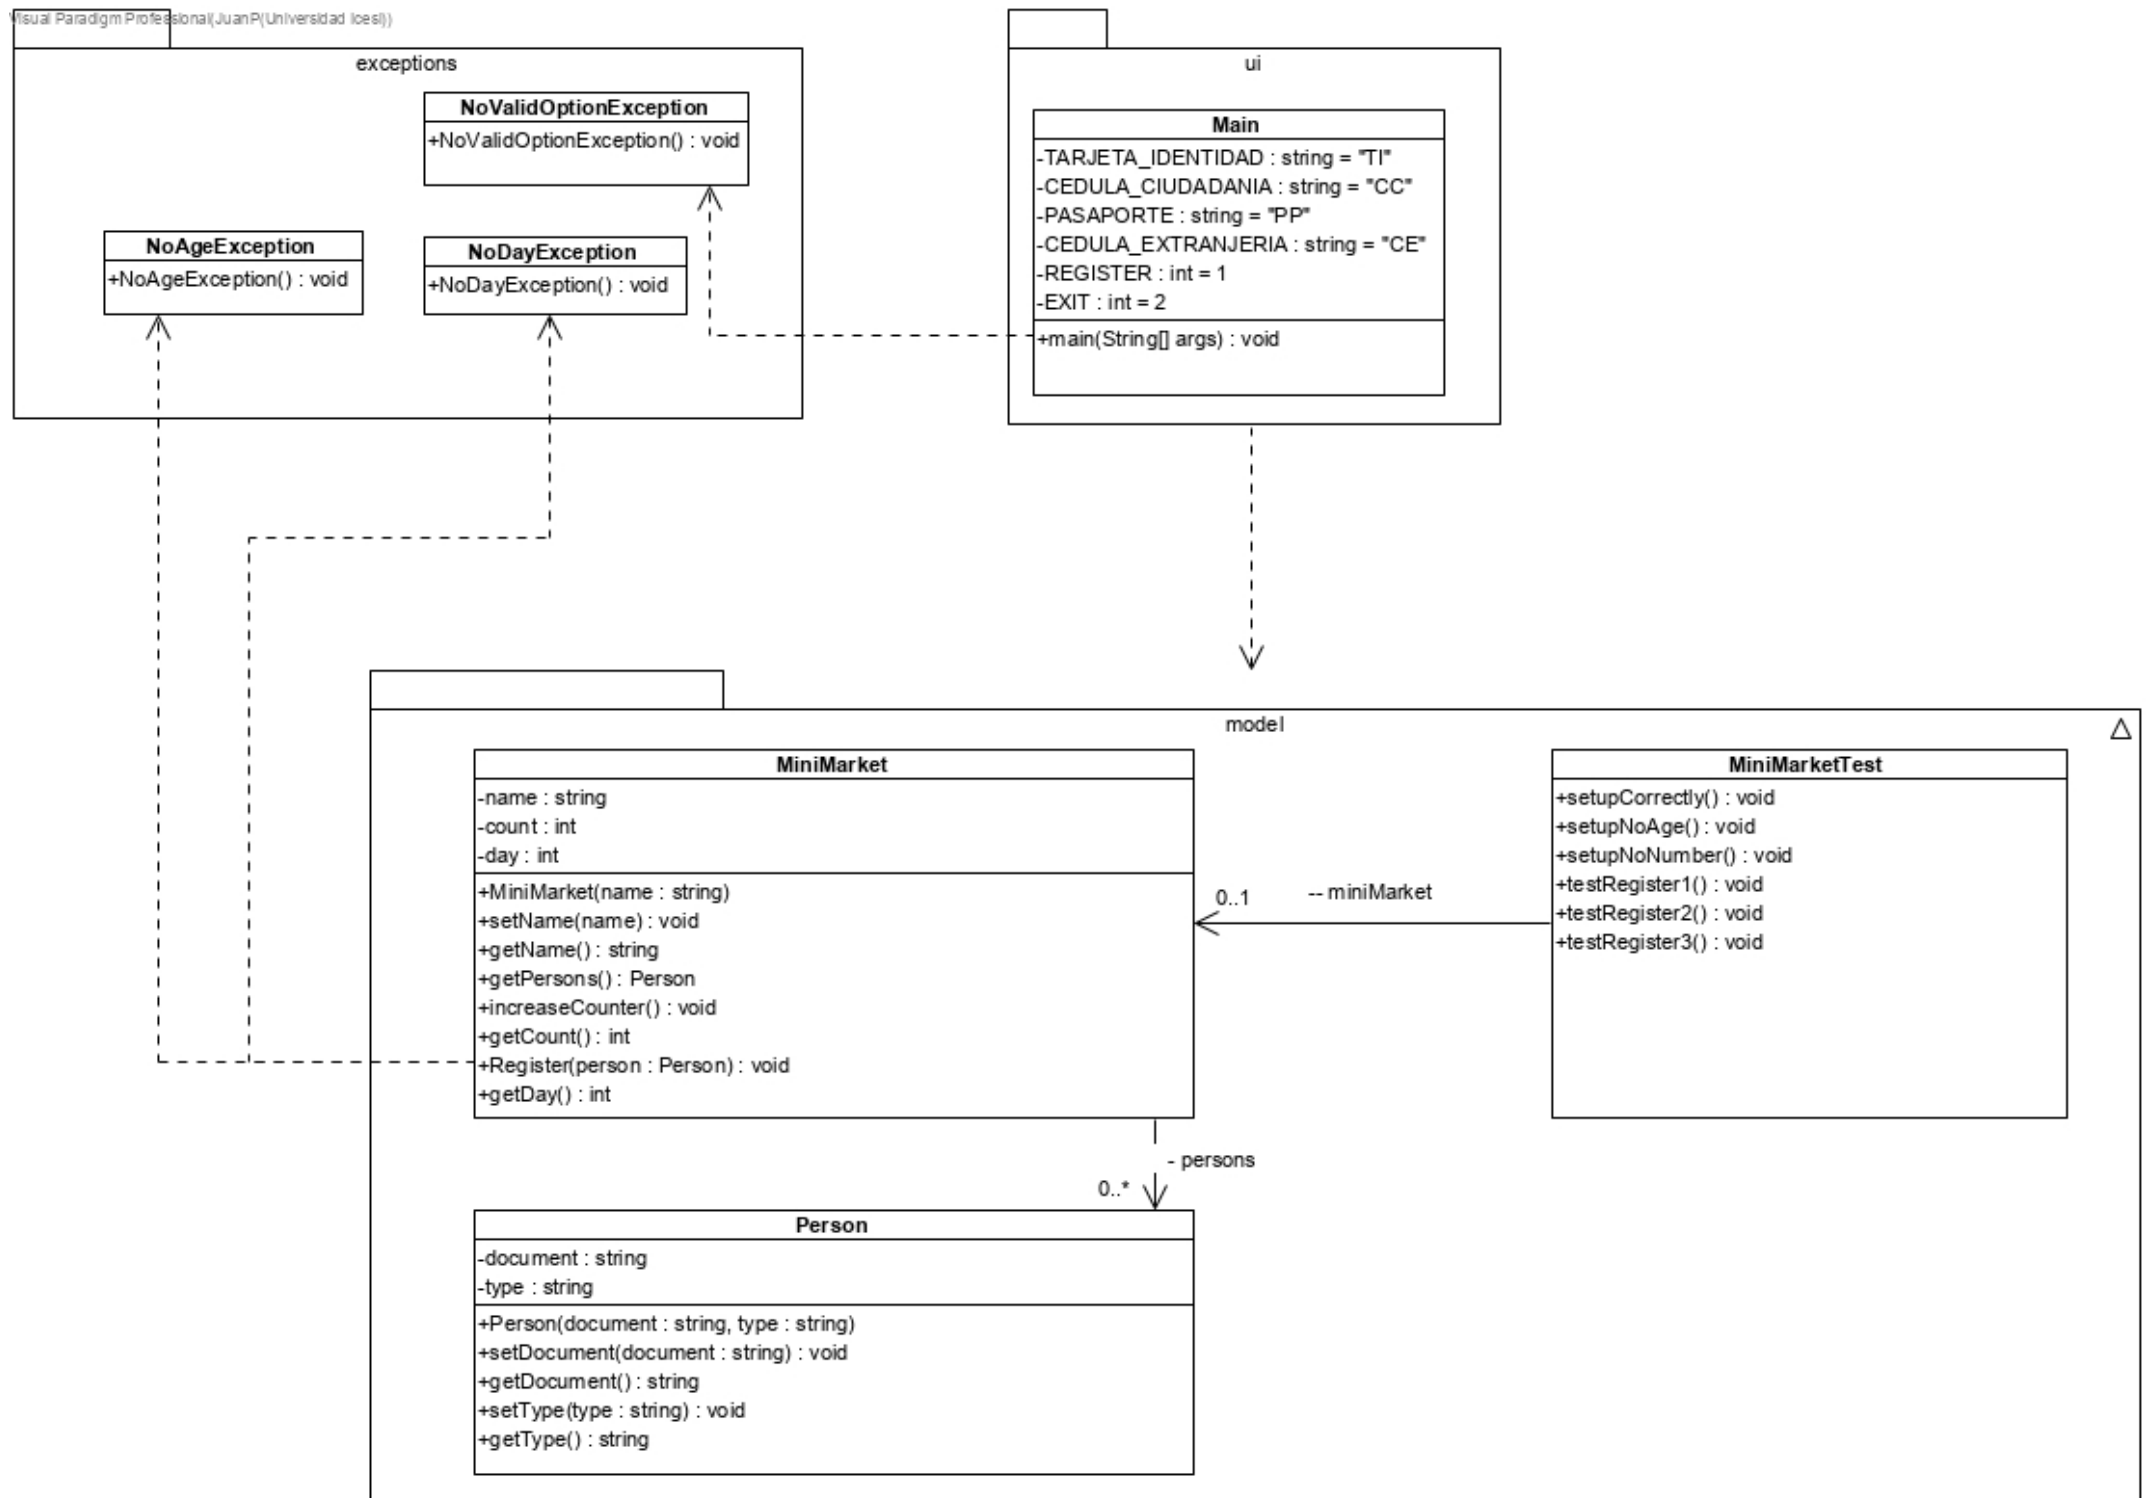 Visual Paradigm Professional(JuanP(Universidad Icesi))
exceptions
NoValidOptionException
+NoValidOptionException() : void
NoAgeException
+NoAgeException() : void
NoDayException
+NoDayException() : void
ui
Main
-TARJETA_IDENTIDAD : string = "TI"
-CEDULA_CIUDADANIA : string = "CC"
-PASAPORTE : string = "PP"
-CEDULA_EXTRANJERIA : string = "CE"
-REGISTER : int = 1
-EXIT : int = 2
+main(String[] args) : void
model
MiniMarket
-name : string
-count : int
-day : int
+MiniMarket(name : string)
+setName(name) : void
+getName() : string
+getPersons() : Person
+increaseCounter() : void
+getCount() : int
+Register(person : Person) : void
+getDay() : int
0..1
-- miniMarket
MiniMarketTest
+setupCorrectly() : void
+setupNoAge() : void
+setupNoNumber() : void
+testRegister1() : void
+testRegister2() : void
+testRegister3() : void
- persons
0..*
Person
-document : string
-type : string
+Person(document : string, type : string)
+setDocument(document : string) : void
+getDocument() : string
+setType(type : string) : void
+getType() : string